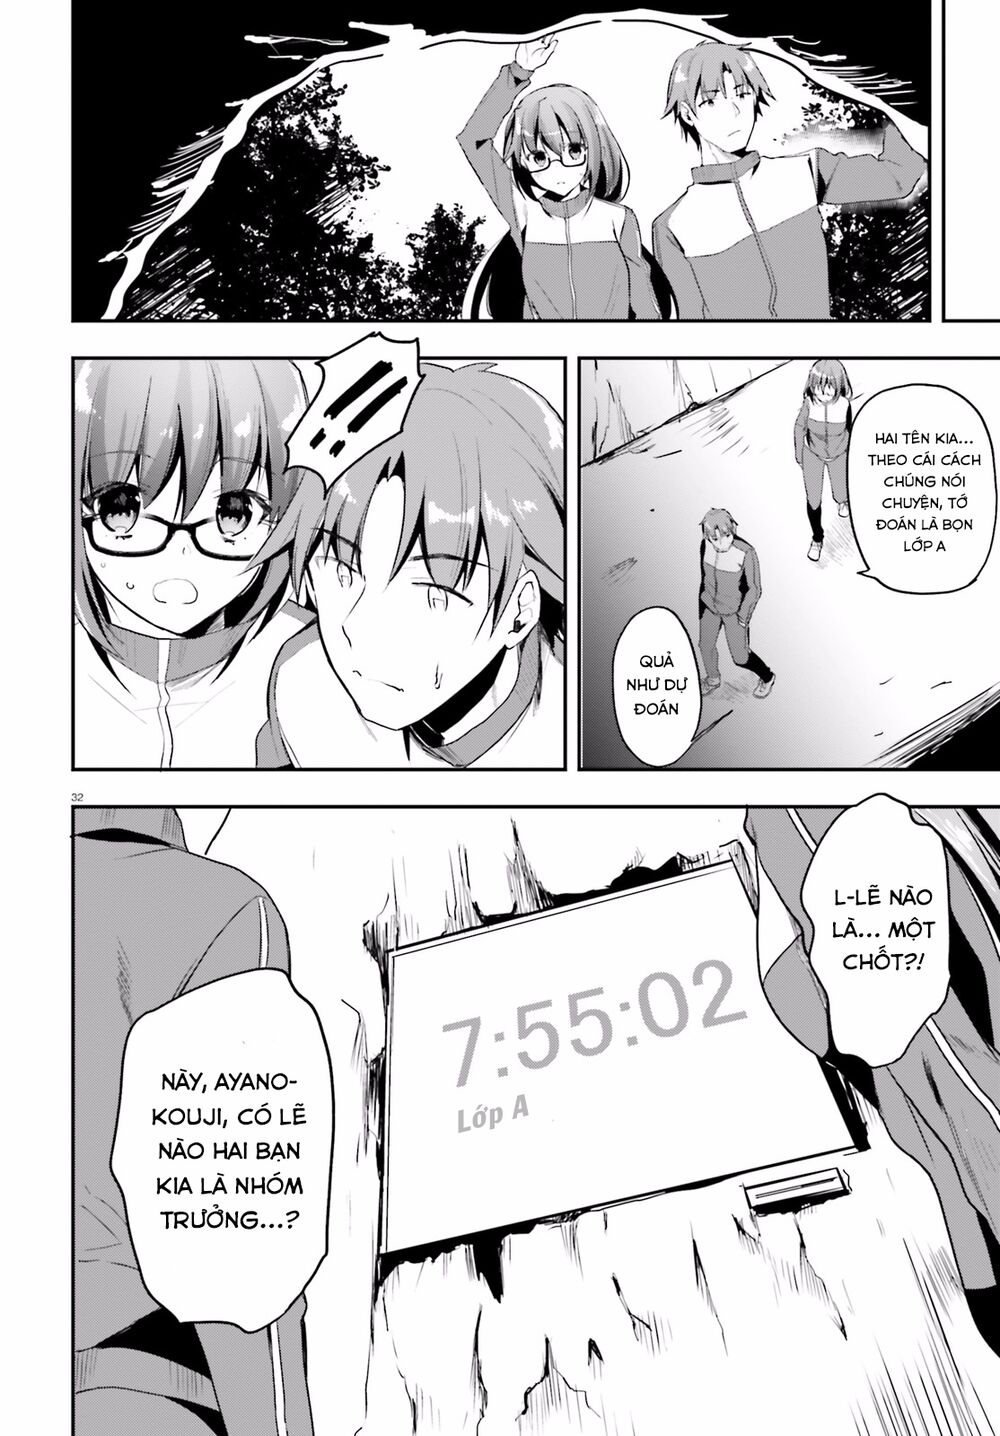 HAI TÊN KIA...
THEO CÁI CÁCH
CHÚNG NÓI
CHUYỆN, TỚ
ĐOÁN LÀ BỌN
LỚP A
QUẢ
NHƯ DỰ
ĐOÁN
!!
32
L-LẼ NÀO
LÀ... MỘT
CHỐT?!
7:55:02
Lớp A
NÀY, AYANO-
KOUJI, CÓ LẼ
NÀO HAI BẠN
KIA LÀ NHÓM
TRƯỞNG...?